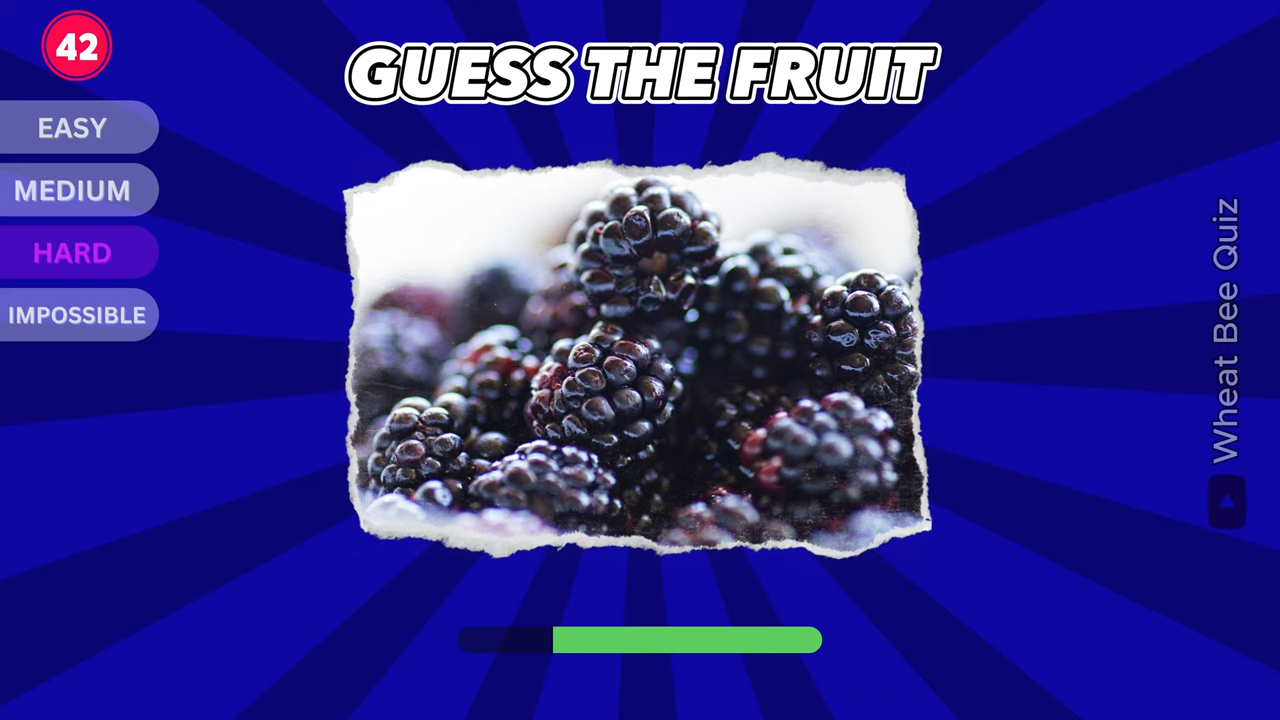 42
GUESS THE FRUIT
EASY
MEDIUM
HARD
IMPOSSIBLE
Wheat Bee Quiz